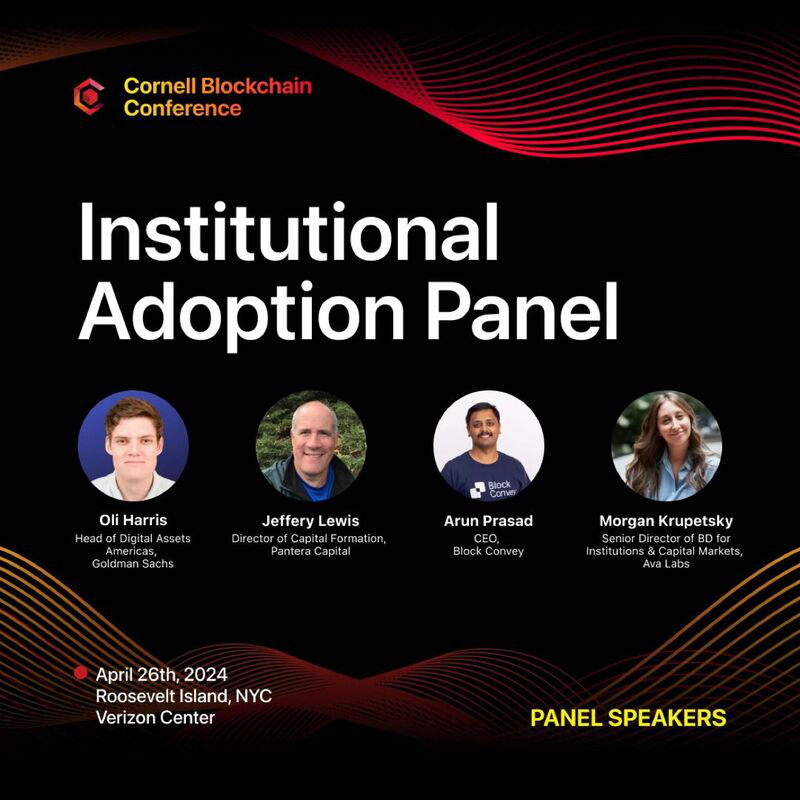 Cornell Blockchain
Conference
Institutional
Adoption Panel
Block
Convey
Oli Harris
Head of Digital Assets
Americas,
Goldman Sachs
Jeffery Lewis
Director of Capital Formation,
Pantera Capital
Arun Prasad
CEO,
Block Convey
Morgan Krupetsky
Senior Director of BD for
Institutions & Capital Markets,
Ava Labs
April 26th, 2024
Roosevelt Island, NYC
Verizon Center
PANEL SPEAKERS